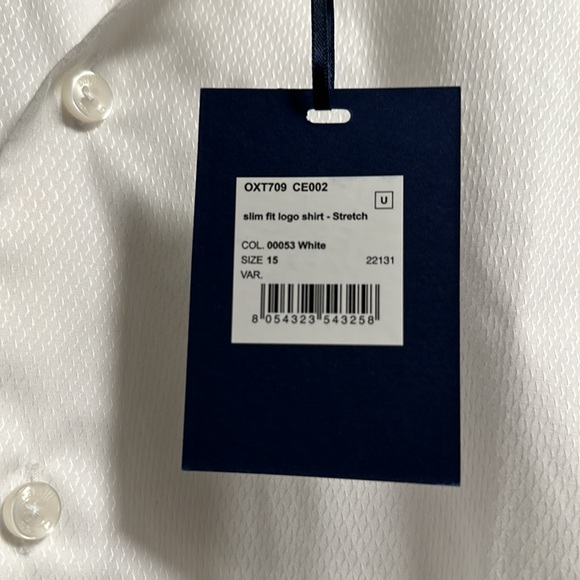 OXT709 CE002
U
slim fit logo shirt - Stretch
COL. 00053 White
SIZE 15 22131
VAR.
8 054323 543258